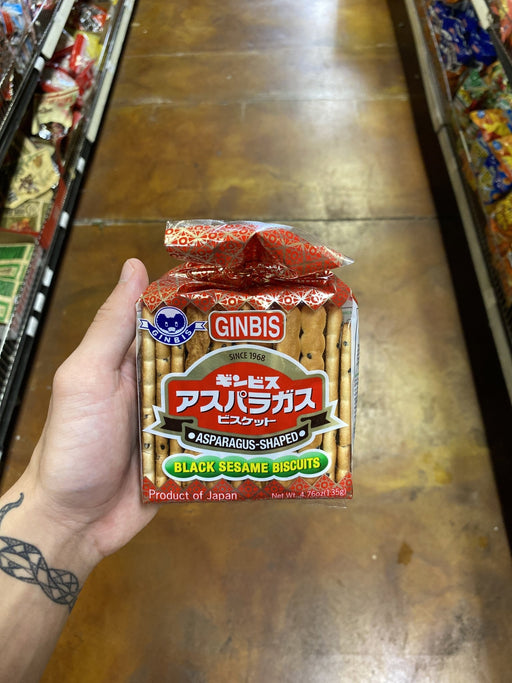 GINBIS
GINBIS
SINCE 1968
ギンビス
アスパラガス
ビスケット
•ASPARAGUS-SHAPED•
BLACK SESAME BISCUITS
Product of Japan
Net Wt. 4.76oz(135g)